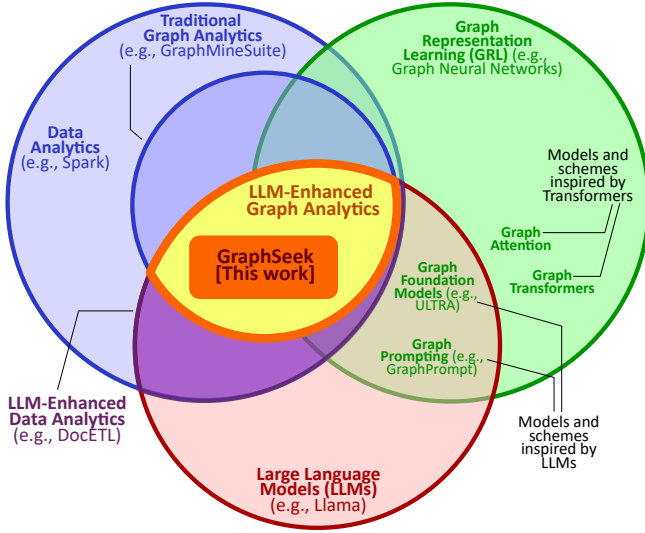 Traditional
Graph Analytics
(e.g., GraphMineSuite)
Graph
Representation
Learning (GRL) (e.g.,
Graph Neural Networks)
Data
Analytics
(e.g., Spark)
Models and
schemes
inspired by
Transformers
LLM-Enhanced
Graph Analytics
Graph
Attention
GraphSeek
[This work]
Graph
Foundation
Models (e.g.,
ULTRA)
Graph
Transformers
Graph
Prompting (e.g.,
GraphPrompt)
LLM-Enhanced
Data Analytics
(e.g., DocETL)
Models and
schemes
inspired by
LLMs
Large Language
Models (LLMs)
(e.g., Llama)